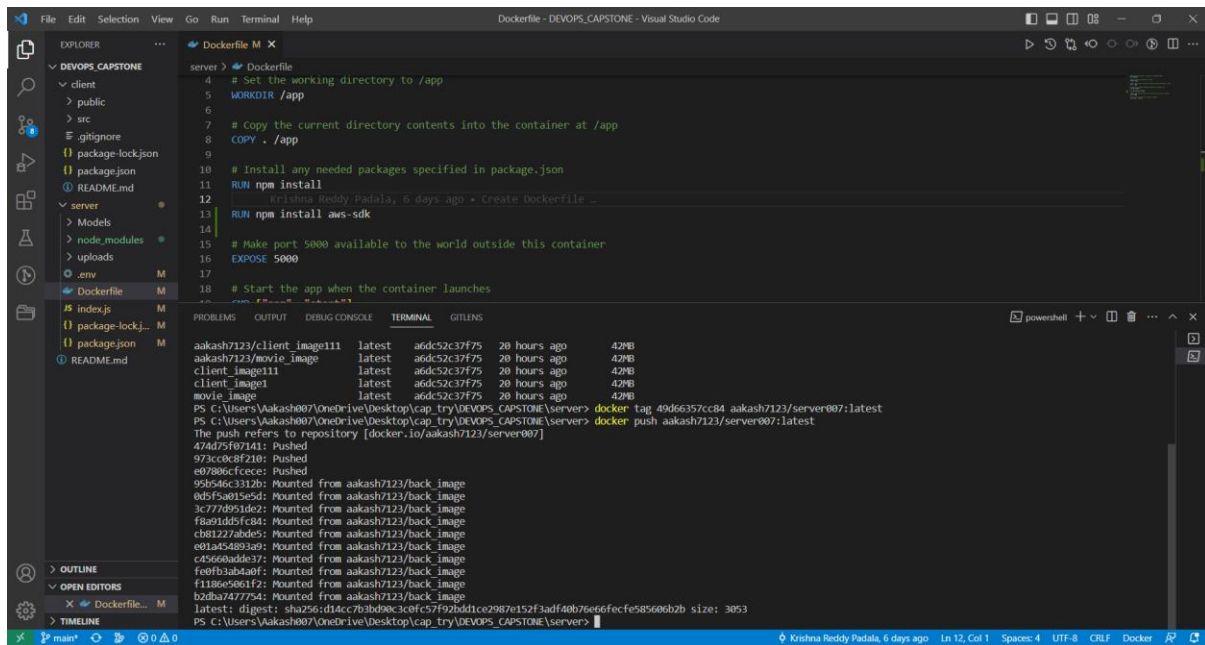 File Edit Selection View Go Run Terminal Help
Dockerfile - DEVOPS_CAPSTONE - Visual Studio Code
EXPLORER
DEVOPS_CAPSTONE
client
public
src
.gitignore
package-lock.json
package.json
README.md
server
Models
node_modules
uploads
.env M
Dockerfile M
index.js M
package-lock.j... M
package.json M
README.md
OUTLINE
OPEN EDITORS
Dockerfile... M
TIMELINE
Dockerfile M
server > Dockerfile
4 # Set the working directory to /app
5 WORKDIR /app
6
7 # Copy the current directory contents into the container at /app
8 COPY . /app
9
10 # Install any needed packages specified in package.json
11 RUN npm install
12 Krishna Reddy Padala, 6 days ago • Create Dockerfile …
13 RUN npm install aws-sdk
14
15 # Make port 5000 available to the world outside this container
16 EXPOSE 5000
17
18 # Start the app when the container launches
PROBLEMS OUTPUT DEBUG CONSOLE TERMINAL GITLENS
powershell
aakash7123/client_image111 latest a6dc52c37f75 20 hours ago 42MB
aakash7123/movie_image latest a6dc52c37f75 20 hours ago 42MB
client_image111 latest a6dc52c37f75 20 hours ago 42MB
client_image1 latest a6dc52c37f75 20 hours ago 42MB
movie_image latest a6dc52c37f75 20 hours ago 42MB
PS C:\Users\Aakash007\OneDrive\Desktop\cap_try\DEVOPS_CAPSTONE\server> docker tag 49d66357cc84 aakash7123/server007:latest
PS C:\Users\Aakash007\OneDrive\Desktop\cap_try\DEVOPS_CAPSTONE\server> docker push aakash7123/server007:latest
The push refers to repository [docker.io/aakash7123/server007]
474d75f07141: Pushed
973cc0c8f210: Pushed
e07806cfcece: Pushed
95b546c3312b: Mounted from aakash7123/back_image
0d5f5a015e5d: Mounted from aakash7123/back_image
3c777d951de2: Mounted from aakash7123/back_image
f8a91dd5fc84: Mounted from aakash7123/back_image
cb81227abde5: Mounted from aakash7123/back_image
e01a454893a9: Mounted from aakash7123/back_image
c45660adde37: Mounted from aakash7123/back_image
fe0fb3ab4a0f: Mounted from aakash7123/back_image
f1186e5061f2: Mounted from aakash7123/back_image
b2dba7477754: Mounted from aakash7123/back_image
latest: digest: sha256:d14cc7b3bd90c3c0fc57f92bdd1ce2987e152f3adf40b76e66fecfe585606b2b size: 3053
PS C:\Users\Aakash007\OneDrive\Desktop\cap_try\DEVOPS_CAPSTONE\server>
main* 0 0 Krishna Reddy Padala, 6 days ago Ln 12, Col 1 Spaces: 4 UTF-8 CRLF Docker